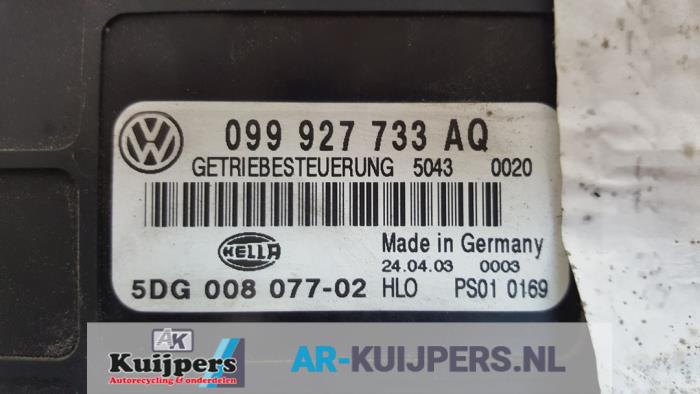 099 927 733 AQ
GETRIEBESTEUERUNG 5043 0020
HELLA
Made in Germany
24.04.03 0003
5DG 008 077-02 HLO PS01 0169
AK
Kuijpers
Autorecycling & onderdelen
AR-KUIJPERS.NL